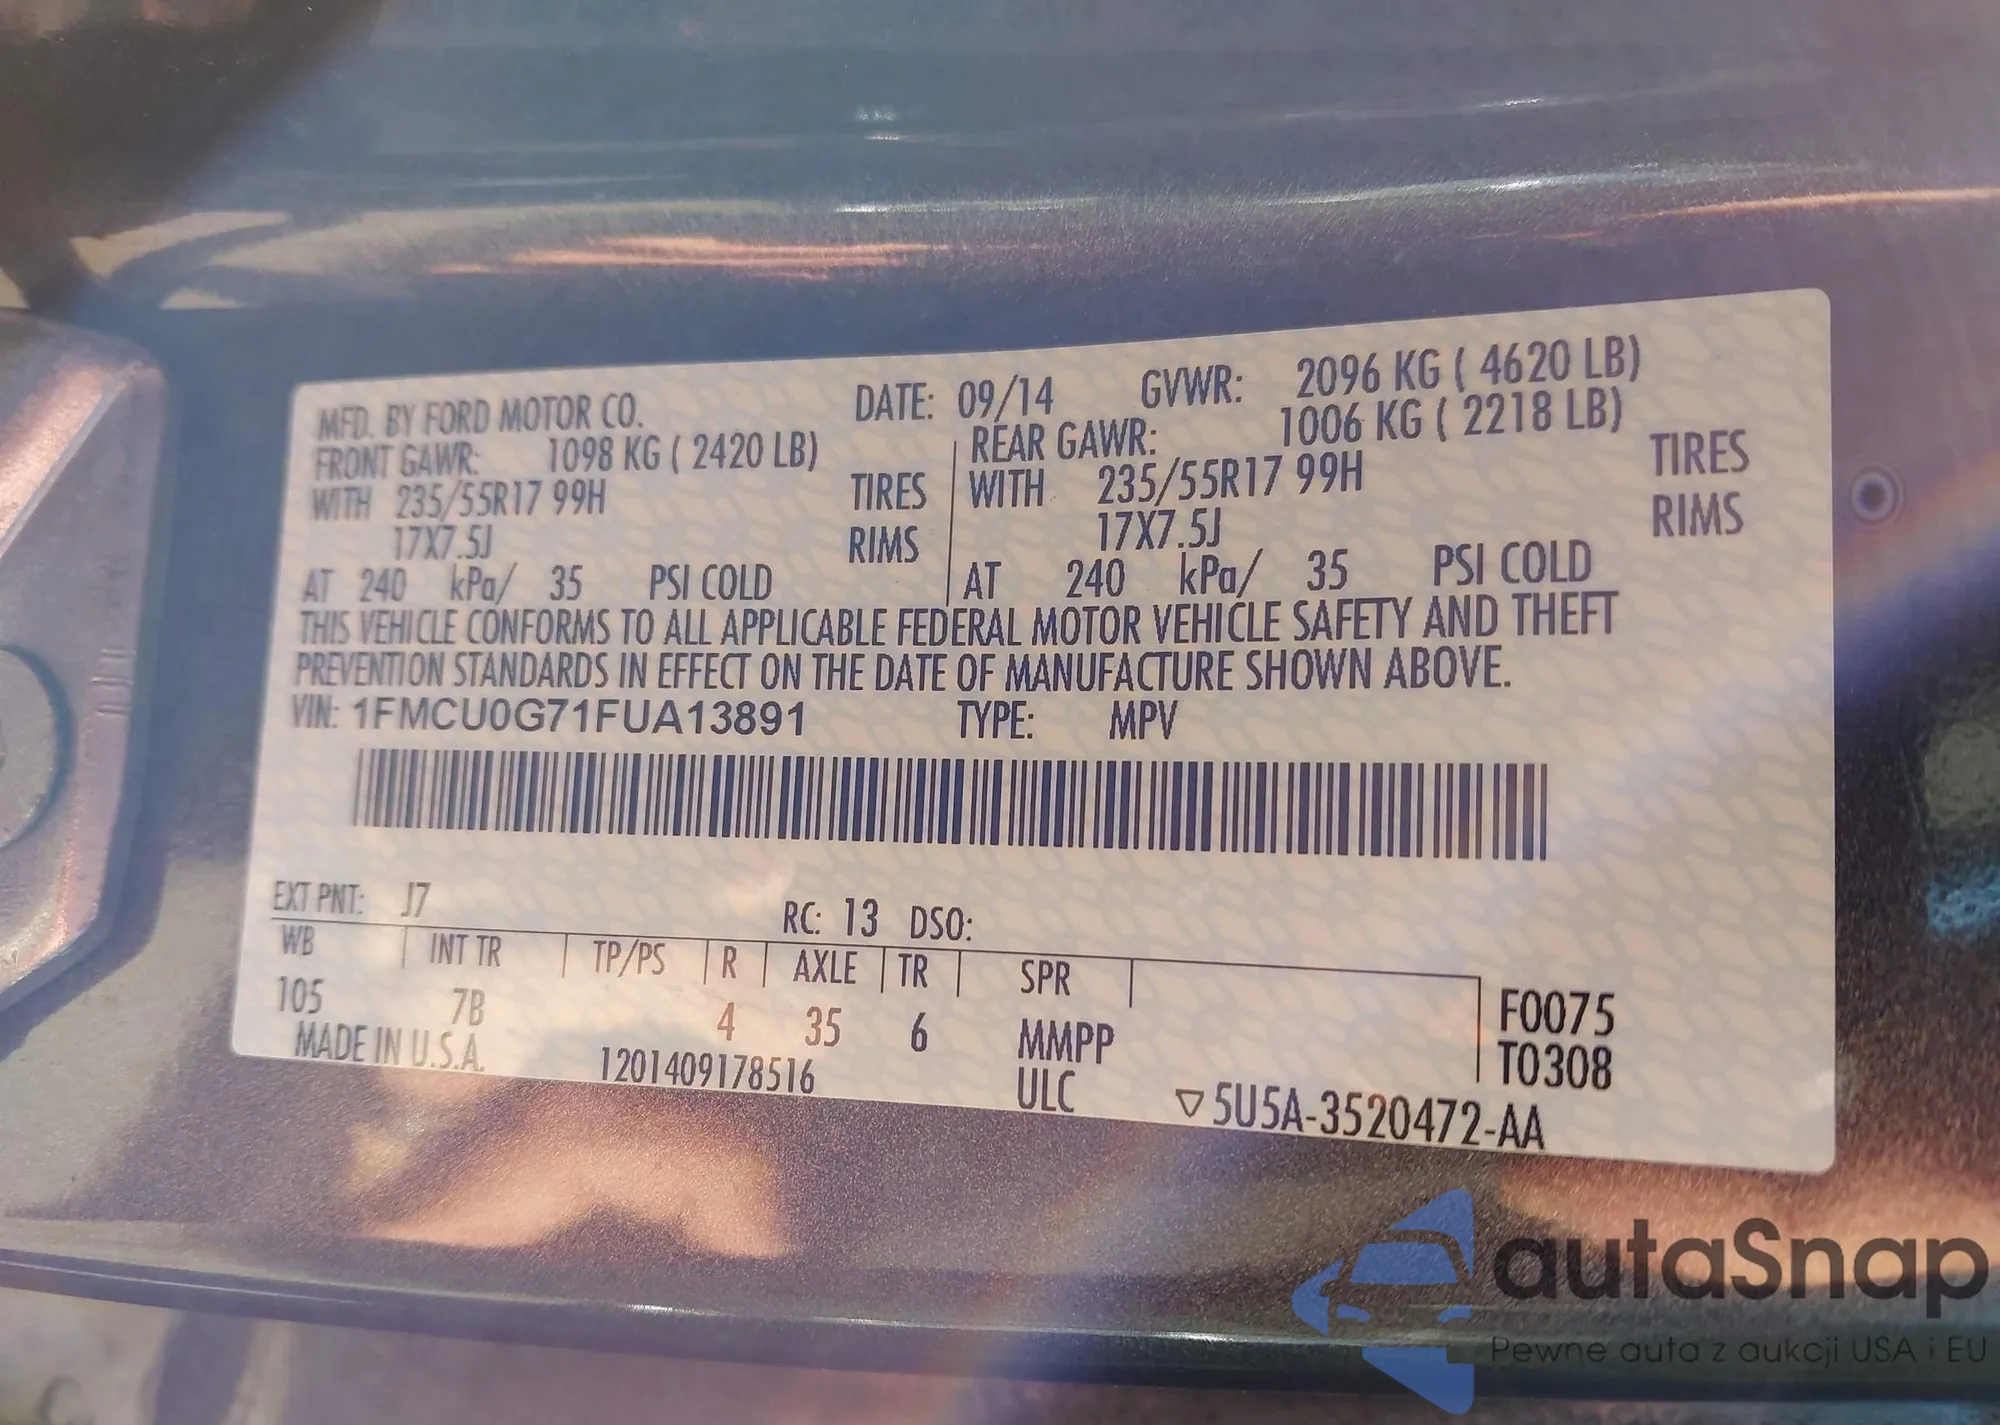 MFD. BY FORD MOTOR CO. DATE: 09/14 GVWR: 2096 KG ( 4620 LB)
FRONT GAWR: 1098 KG ( 2420 LB) REAR GAWR: 1006 KG ( 2218 LB)
WITH 235/55R17 99H TIRES WITH 235/55R17 99H TIRES
17X7.5J RIMS 17X7.5J RIMS
AT 240 kPa/ 35 PSI COLD AT 240 kPa/ 35 PSI COLD
THIS VEHICLE CONFORMS TO ALL APPLICABLE FEDERAL MOTOR VEHICLE SAFETY AND THEFT
PREVENTION STANDARDS IN EFFECT ON THE DATE OF MANUFACTURE SHOWN ABOVE.
VIN: 1FMCU0G71FUA13891 TYPE: MPV
EXT PNT: J7 RC: 13 DSO:
WB INT TR TP/PS R AXLE TR SPR
105 7B 4 35 6 MMPP F0075
MADE IN U.S.A. 1201409178516 ULC T0308
▽5U5A-3520472-AA
autaSnap
Pewne auta z aukcji USA i EU